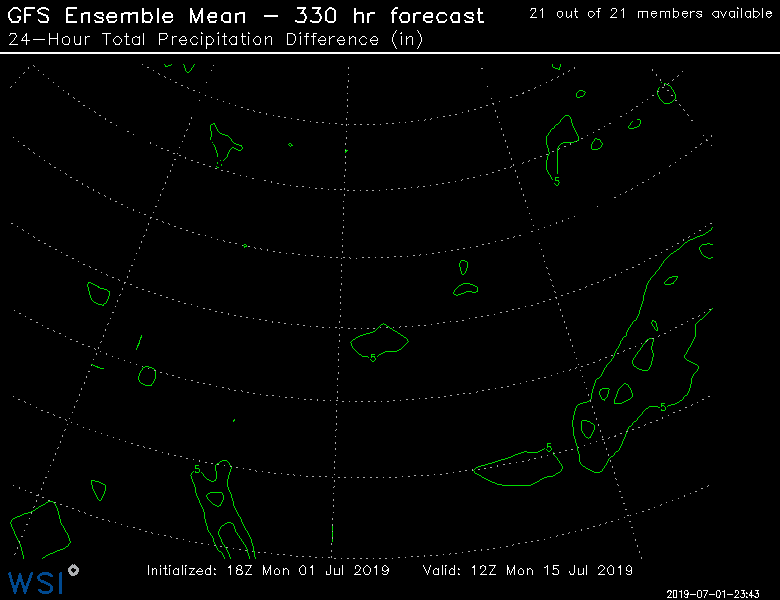 GFS Ensemble Mean - 330 hr forecast
21 out of 21 members available
24-Hour Total Precipitation Difference (in)
5
5
5
5
5
5
Initialized: 18Z Mon 01 Jul 2019
Valid: 12Z Mon 15 Jul 2019
WSI
2019-07-01-23:43